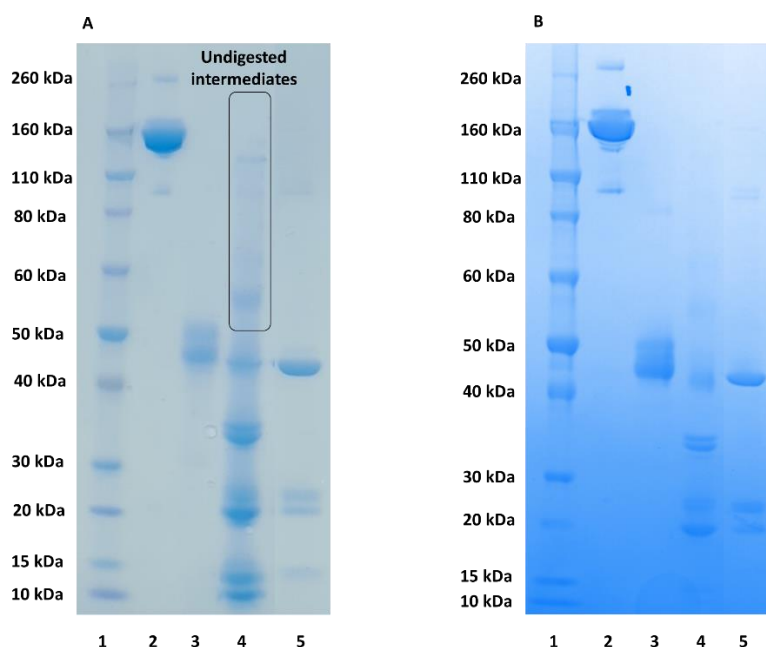 A
Undigested
intermediates
260 kDa
160 kDa
110 kDa
80 kDa
60 kDa
50 kDa
40 kDa
30 kDa
20 kDa
15 kDa
10 kDa
1 2 3 4 5
B
260 kDa
160 kDa
110 kDa
80 kDa
60 kDa
50 kDa
40 kDa
30 kDa
20 kDa
15 kDa
10 kDa
1 2 3 4 5